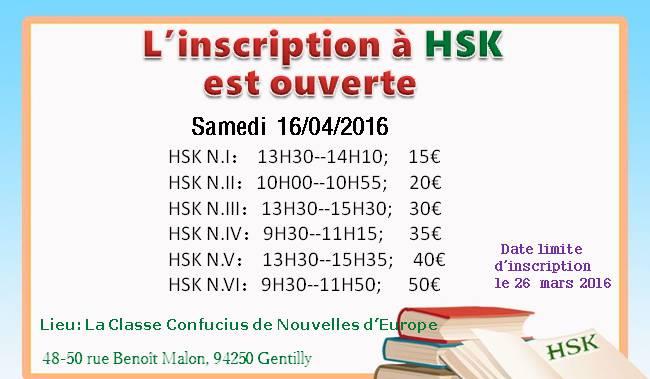 L'inscription à HSK
est ouverte
Samedi 16/04/2016
HSK N.I： 13H30--14H10; 15€
HSK N.II：10H00--10H55; 20€
HSK N.III：13H30--15H30; 30€
HSK N.IV：9H30--11H15; 35€
HSK N.V：13H30--15H35; 40€
HSK N.VI：9H30--11H50; 50€
Date limite
d'inscription
le 26 mars 2016
Lieu: La Classe Confucius de Nouvelles d'Europe
48-50 rue Benoit Malon, 94250 Gentilly
HSK